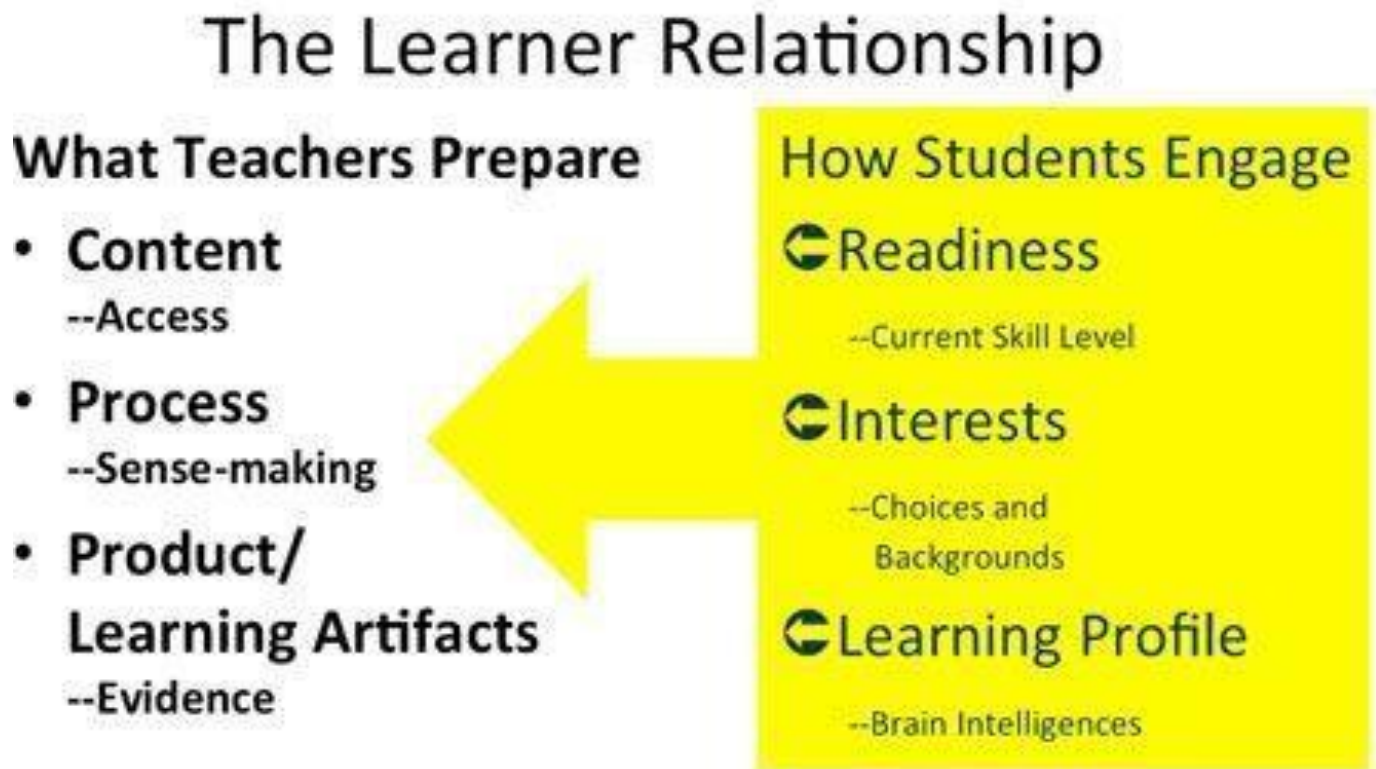 The Learner Relationship
What Teachers Prepare
• Content
--Access
• Process
--Sense-making
• Product/
Learning Artifacts
--Evidence
How Students Engage
Readiness
--Current Skill Level
Interests
--Choices and
Backgrounds
Learning Profile
--Brain Intelligences